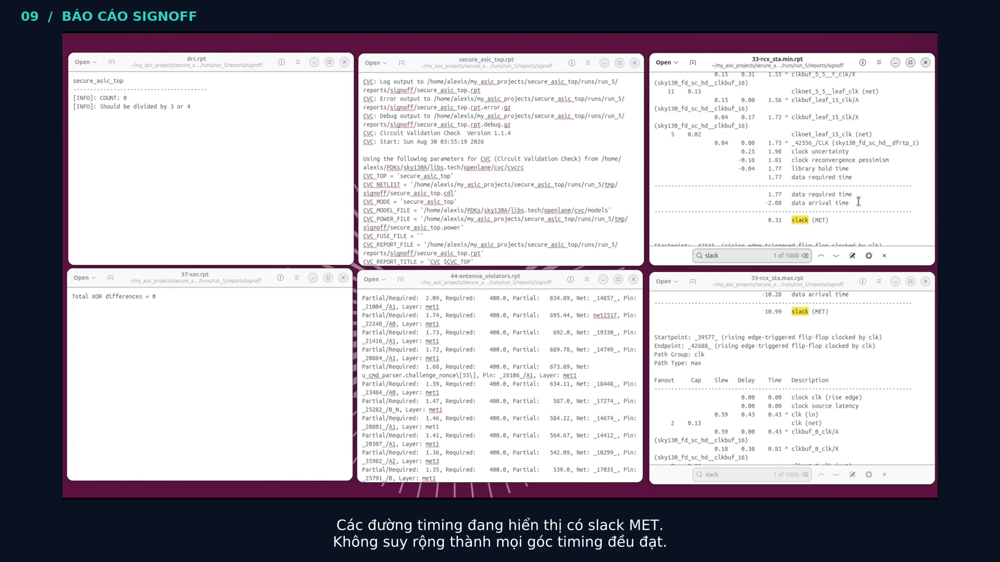 09 / BÁO CÁO SIGNOFF
Open
drc.rpt
~/my_asic_projects/secure_a…/runs/run_5/reports/signoff
secure_asic_top
[INFO]: COUNT: 0
[INFO]: Should be divided by 3 or 4
Open
secure_asic_top.rpt
~/my_asic_projects/secure_a…/runs/run_5/reports/signoff
CVC: Log output to /home/alexis/my_asic_projects/secure_asic_top/runs/run_5/
reports/signoff/secure_asic_top.rpt
CVC: Error output to /home/alexis/my_asic_projects/secure_asic_top/runs/run_5/
reports/signoff/secure_asic_top.rpt.error.gz
CVC: Debug output to /home/alexis/my_asic_projects/secure_asic_top/runs/run_5/
reports/signoff/secure_asic_top.rpt.debug.gz
CVC: Circuit Validation Check  Version 1.1.4
CVC: Start: Sun Aug 30 03:55:19 2026
Using the following parameters for CVC (Circuit Validation Check) from /home/
alexis/PDKs/sky130A/libs.tech/openlane/cvc/cvcrc
CVC_TOP = 'secure_asic_top'
CVC_NETLIST = '/home/alexis/my_asic_projects/secure_asic_top/runs/run_5/tmp/
signoff/secure_asic_top.cdl'
CVC_MODE = 'secure_asic_top'
CVC_MODEL_FILE = '/home/alexis/PDKs/sky130A/libs.tech/openlane/cvc/models'
CVC_POWER_FILE = '/home/alexis/my_asic_projects/secure_asic_top/runs/run_5/tmp/
signoff/secure_asic_top.power'
CVC_FUSE_FILE = ''
CVC_REPORT_FILE = '/home/alexis/my_asic_projects/secure_asic_top/runs/run_5/
reports/signoff/secure_asic_top.rpt'
CVC_REPORT_TITLE = 'CVC $CVC_TOP'
Open
33-rcx_sta.min.rpt
~/my_asic_projects/secure_a…/runs/run_5/reports/signoff
0.15 0.31 1.55 ^ clkbuf_5_5__f_clk/X
(sky130_fd_sc_hd__clkbuf_16)
11 0.13 clknet_5_5__leaf_clk (net)
0.15 0.00 1.56 ^ clkbuf_leaf_15_clk/A
(sky130_fd_sc_hd__clkbuf_16)
0.04 0.17 1.72 ^ clkbuf_leaf_15_clk/X
(sky130_fd_sc_hd__clkbuf_16)
5 0.02 clknet_leaf_15_clk (net)
0.04 0.00 1.73 ^ _42556_/CLK (sky130_fd_sc_hd__dfrtp_1)
0.25 1.98 clock uncertainty
-0.16 1.81 clock reconvergence pessimism
-0.04 1.77 library hold time
1.77 data required time
1.77 data required time
-2.08 data arrival time
0.31 slack (MET)
Startpoint: _42545_ (rising edge-triggered flip-flop clocked by clk)
slack 1 of 1000
Open
37-xor.rpt
~/my_asic_projects/secure_a…/runs/run_5/reports/signoff
Total XOR differences = 0
Open
44-antenna_violators.rpt
~/my_asic_projects/secure_a…/runs/run_5/reports/signoff
Partial/Required: 2.09, Required: 400.0, Partial: 834.89, Net: _14857_, Pin:
_21004_/A1, Layer: met1
Partial/Required: 1.74, Required: 400.0, Partial: 695.44, Net: net2517, Pin:
_22248_/A0, Layer: met1
Partial/Required: 1.73, Required: 400.0, Partial: 692.0, Net: _19330_, Pin:
_21416_/A1, Layer: met1
Partial/Required: 1.72, Required: 400.0, Partial: 689.78, Net: _14749_, Pin:
_20884_/A1, Layer: met1
Partial/Required: 1.68, Required: 400.0, Partial: 673.89, Net:
u_cmd_parser.challenge_nonce\[55\], Pin: _28106_/A1, Layer: met1
Partial/Required: 1.59, Required: 400.0, Partial: 634.11, Net: _18448_, Pin:
_23484_/A0, Layer: met1
Partial/Required: 1.47, Required: 400.0, Partial: 587.0, Net: _17274_, Pin:
_25282_/B_N, Layer: met1
Partial/Required: 1.46, Required: 400.0, Partial: 584.22, Net: _14674_, Pin:
_20801_/A1, Layer: met1
Partial/Required: 1.41, Required: 400.0, Partial: 564.67, Net: _14412_, Pin:
_20507_/A1, Layer: met1
Partial/Required: 1.36, Required: 400.0, Partial: 542.09, Net: _10299_, Pin:
_35982_/A2, Layer: met3
Partial/Required: 1.35, Required: 400.0, Partial: 539.0, Net: _17035_, Pin:
_25791_/B, Layer: met1
Open
33-rcx_sta.max.rpt
~/my_asic_projects/secure_a…/runs/run_5/reports/signoff
-10.28 data arrival time
10.99 slack (MET)
Startpoint: _39577_ (rising edge-triggered flip-flop clocked by clk)
Endpoint: _42688_ (rising edge-triggered flip-flop clocked by clk)
Path Group: clk
Path Type: max
Fanout Cap Slew Delay Time Description
0.00 0.00 clock clk (rise edge)
0.00 0.00 clock source latency
0.59 0.43 0.43 ^ clk (in)
2 0.13 clk (net)
0.59 0.00 0.43 ^ clkbuf_0_clk/A
(sky130_fd_sc_hd__clkbuf_16)
0.18 0.38 0.81 ^ clkbuf_0_clk/X
(sky130_fd_sc_hd__clkbuf_16)
slack 1 of 1000
Các đường timing đang hiển thị có slack MET.
Không suy rộng thành mọi góc timing đều đạt.